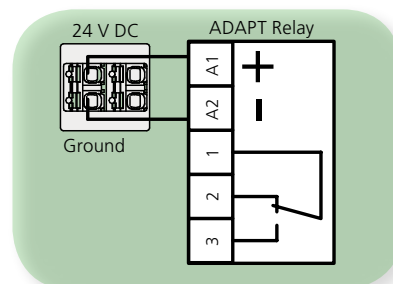 24 V DC
ADAPT Relay
A1
+
A2
-
1
2
3
Ground